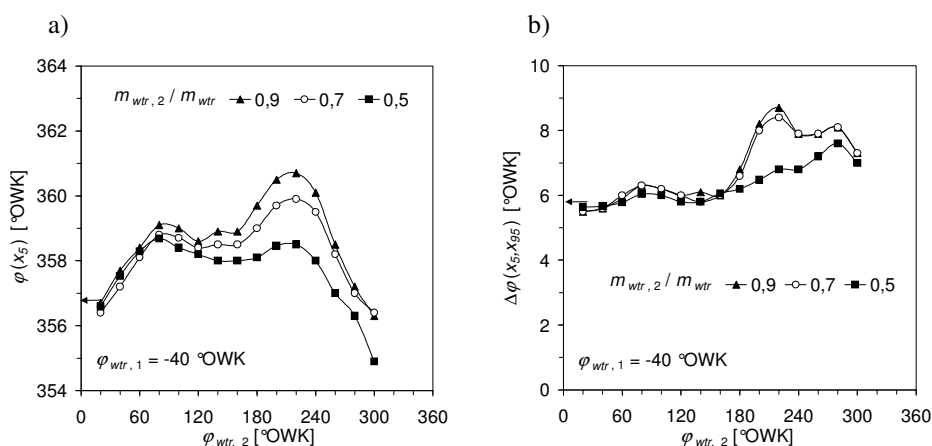 a)
φ(x5) [°OWK]
364
362
360
358
356
354
mwtr, 2 / mwtr 0,9 0,7 0,5
φwtr, 1 = -40 °OWK
0 60 120 180 240 300 360
φwtr, 2 [°OWK]
b)
Δφ(x5,x95) [°OWK]
10
8
6
4
2
0
mwtr, 2 / mwtr 0,9 0,7 0,5
φwtr, 1 = -40 °OWK
0 60 120 180 240 300 360
φwtr, 2 [°OWK]